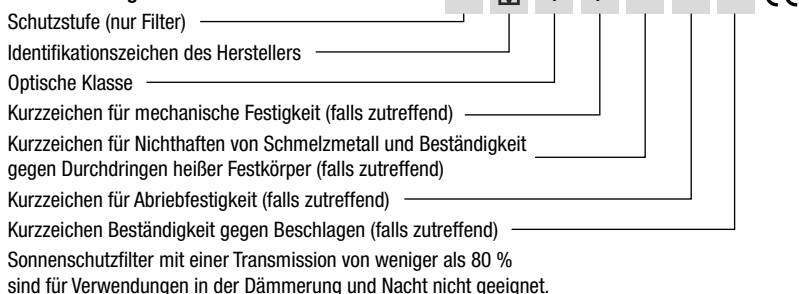 Schutzstufe (nur Filter)
Identifikationszeichen des Herstellers
Optische Klasse
Kurzzeichen für mechanische Festigkeit (falls zutreffend)
Kurzzeichen für Nichthaften von Schmelzmetall und Beständigkeit
gegen Durchdringen heißer Festkörper (falls zutreffend)
Kurzzeichen für Abriebfestigkeit (falls zutreffend)
Kurzzeichen Beständigkeit gegen Beschlagen (falls zutreffend)
Sonnenschutzfilter mit einer Transmission von weniger als 80 %
sind für Verwendungen in der Dämmerung und Nacht nicht geeignet.